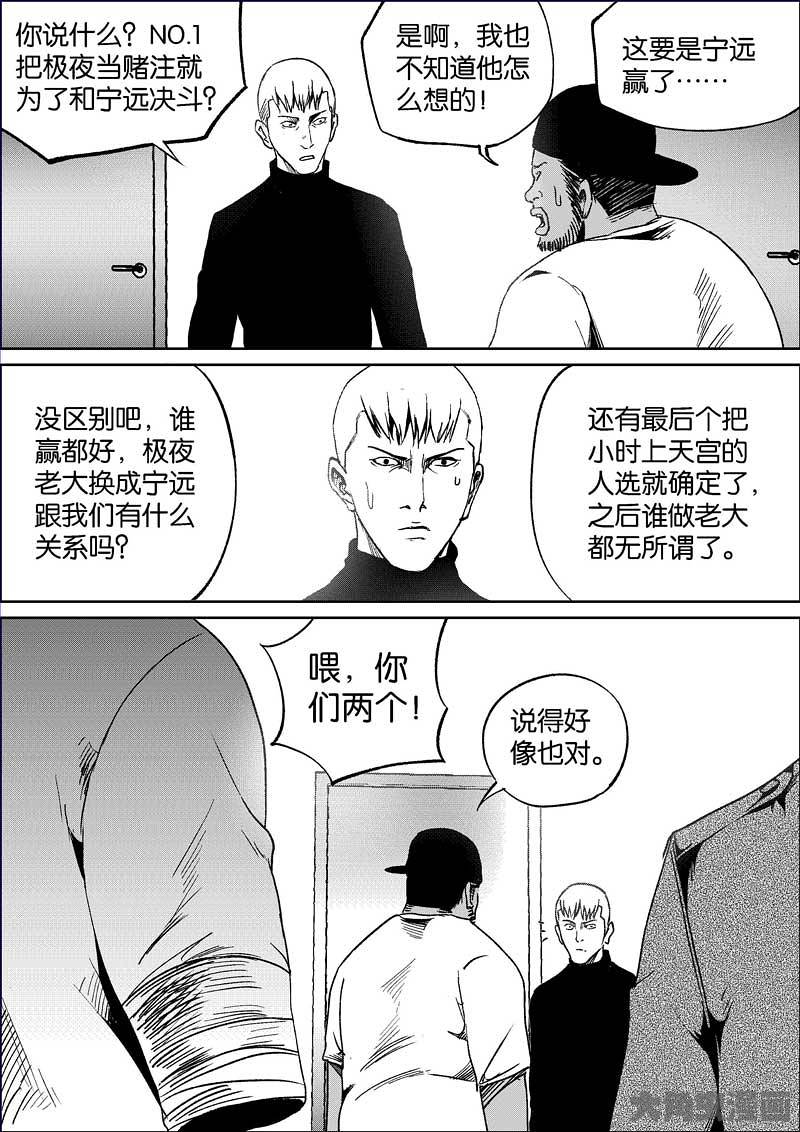 你说什么？NO.1
把极夜当赌注就
为了和宁远决斗？
是啊，我也
不知道他怎
么想的！
这要是宁远
赢了……
没区别吧，谁
赢都好，极夜
老大换成宁远
跟我们有什么
关系吗？
还有最后个把
小时上天宫的
人选就确定了，
之后谁做老大
都无所谓了。
喂，你
们两个！
说得好
像也对。